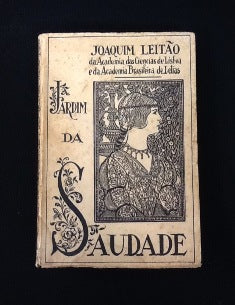 JOAQUIM LEITÃO
da Academia das Ciencias de Lisboa
e da Academia Brasileira de Letras
JARDIM
DA
SAUDADE